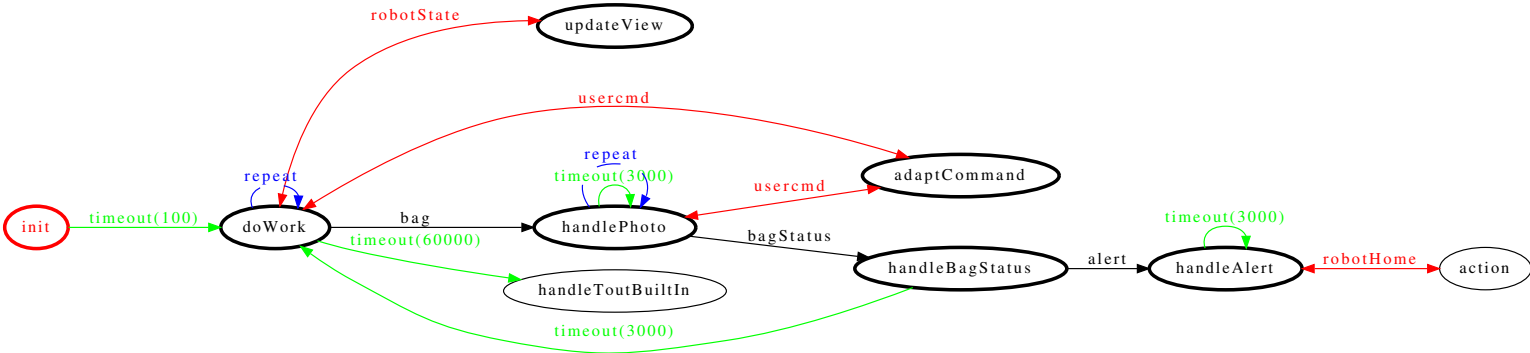 robotState
updateView
usercmd
repeat
timeout(3000)
repeat
adaptCommand
usercmd
init
timeout(100)
doWork
bag
handlePhoto
timeout(3000)
timeout(60000)
bagStatus
handleBagStatus
alert
handleAlert
robotHome
action
handleToutBuiltIn
timeout(3000)